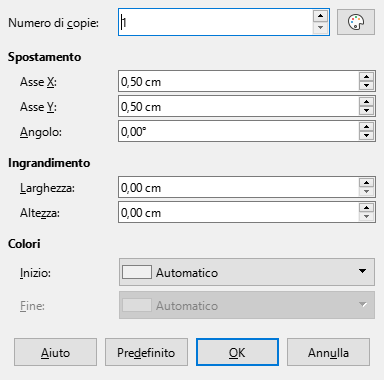 Numero di copie: 1
Spostamento
Asse X: 0,50 cm
Asse Y: 0,50 cm
Angolo: 0,00°
Ingrandimento
Larghezza: 0,00 cm
Altezza: 0,00 cm
Colori
Inizio: Automatico
Fine: Automatico
Aiuto Predefinito OK Annulla